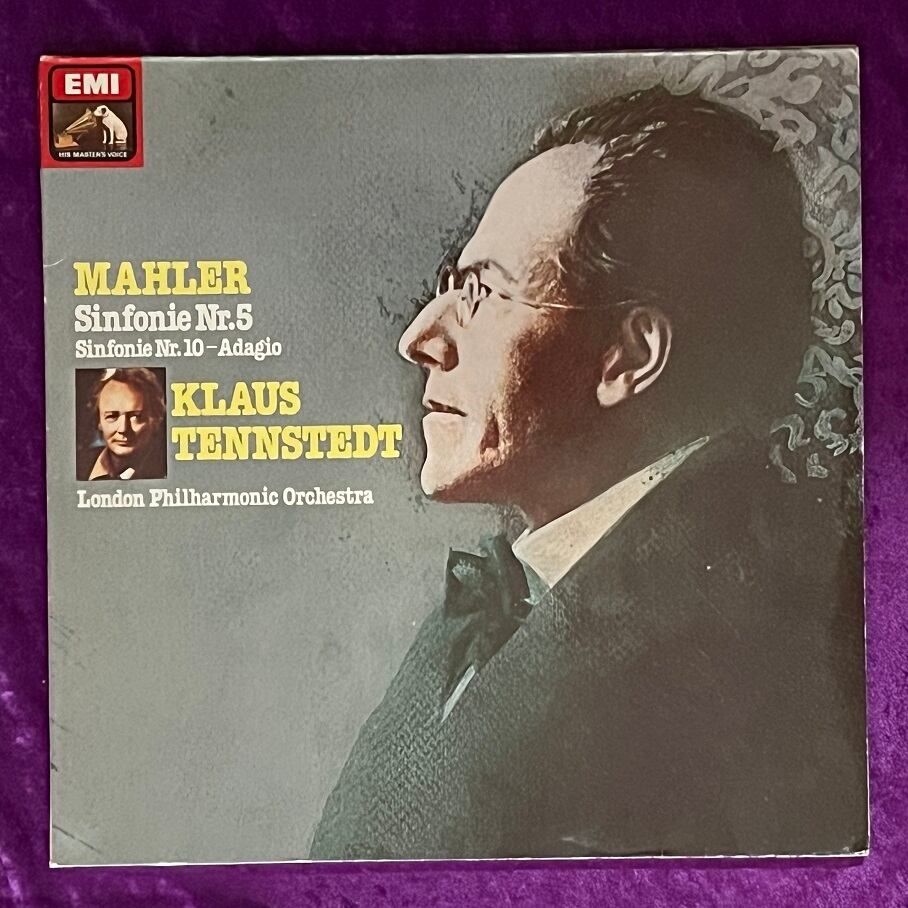 EMI
HIS MASTER'S VOICE
MAHLER
Sinfonie Nr.5
Sinfonie Nr.10–Adagio
KLAUS
TENNSTEDT
London Philharmonic Orchestra